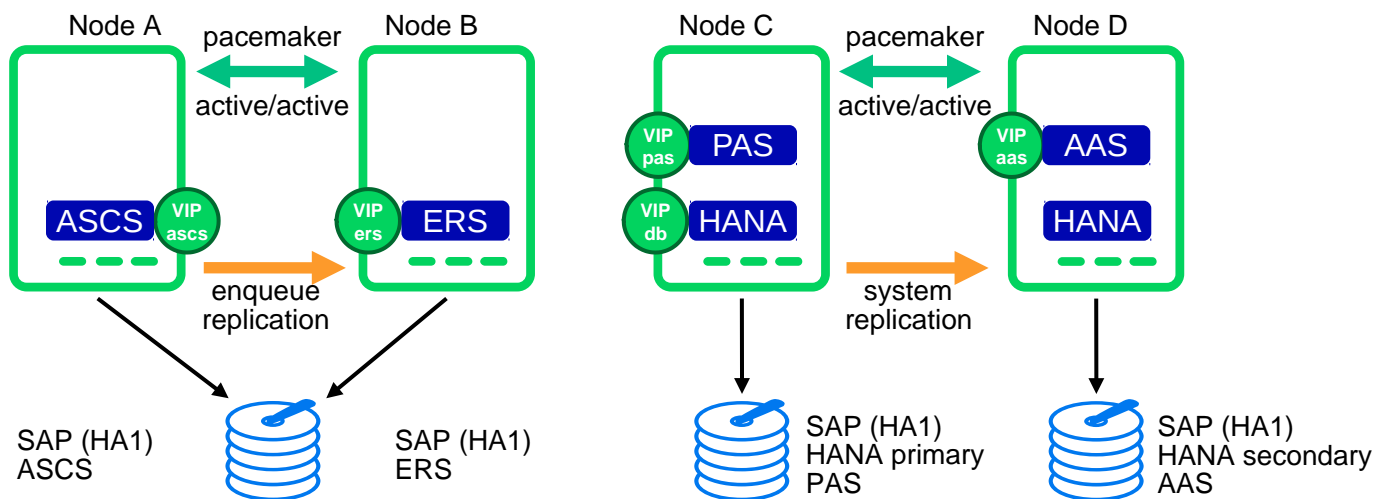 Node A
Node B
Node C
Node D
pacemaker
active/active
pacemaker
active/active
VIP
pas
PAS
VIP
aas
AAS
ASCS
VIP
ascs
VIP
ers
ERS
VIP
db
HANA
HANA
enqueue
replication
system
replication
SAP (HA1)
ASCS
SAP (HA1)
ERS
SAP (HA1)
HANA primary
PAS
SAP (HA1)
HANA secondary
AAS